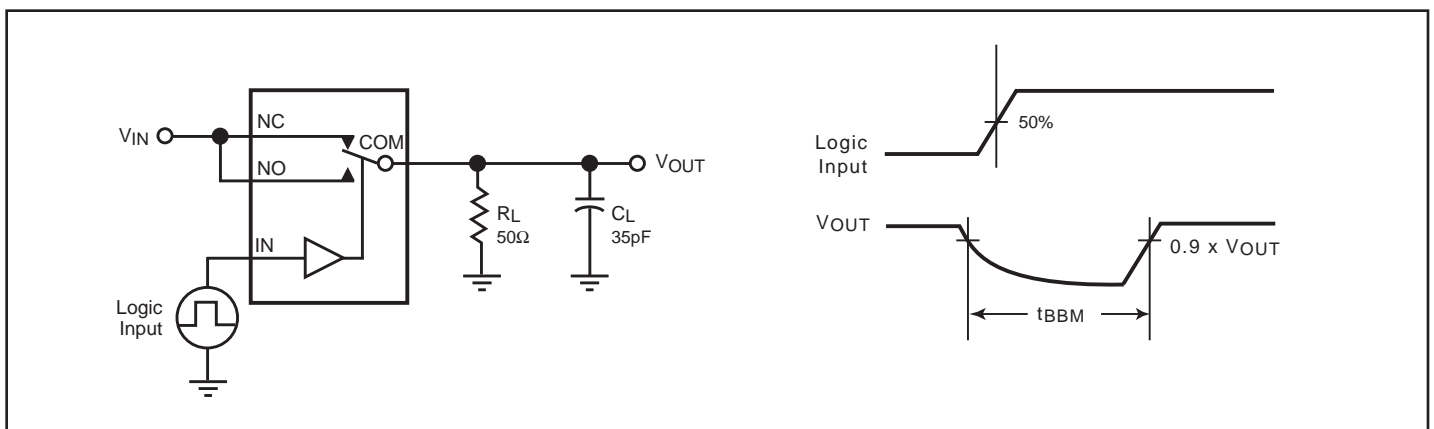 VIN
NC
COM
NO
VOUT
RL
50Ω
CL
35pF
IN
Logic
Input
50%
Logic
Input
VOUT
0.9 x VOUT
tBBM